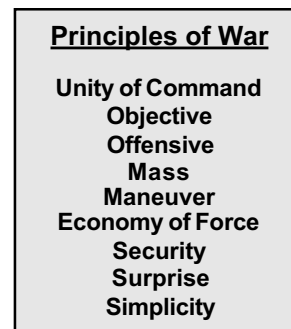 Principles of War
Unity of Command
Objective
Offensive
Mass
Maneuver
Economy of Force
Security
Surprise
Simplicity